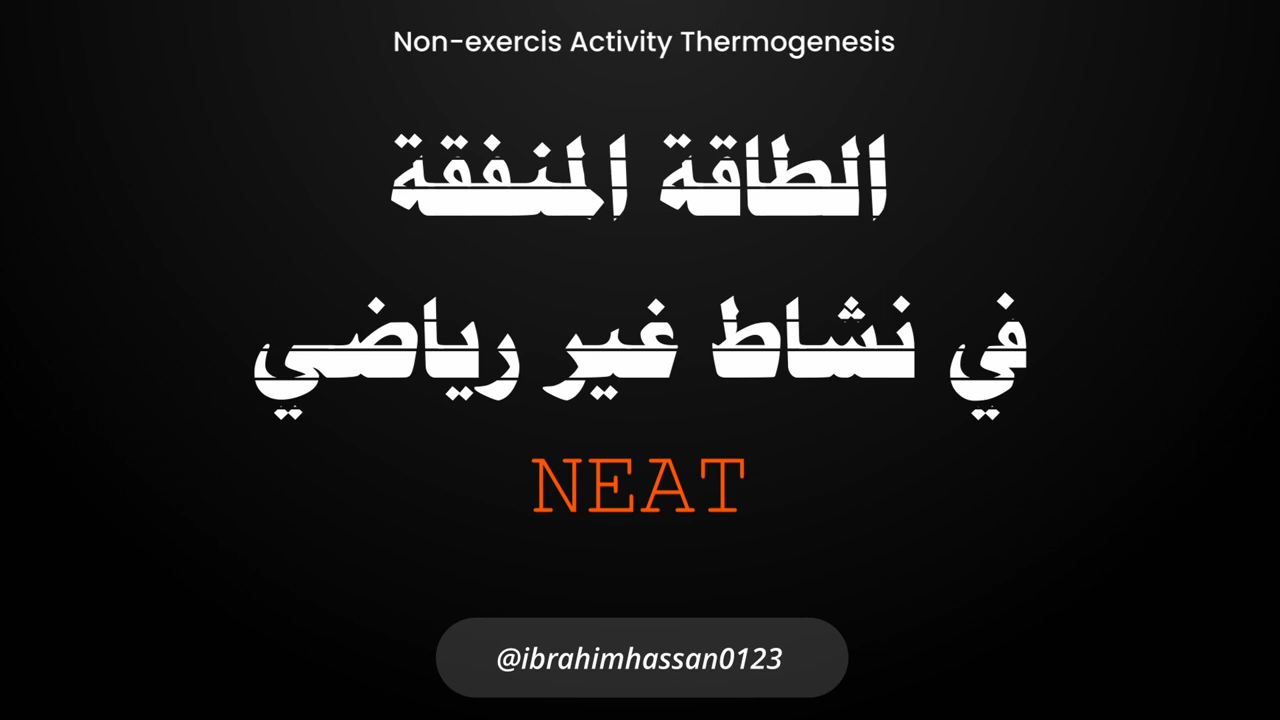 Non-exercis Activity Thermogenesis
الطاقة المنفقة
في نشاط غير رياضي
NEAT
@ibrahimhassan0123